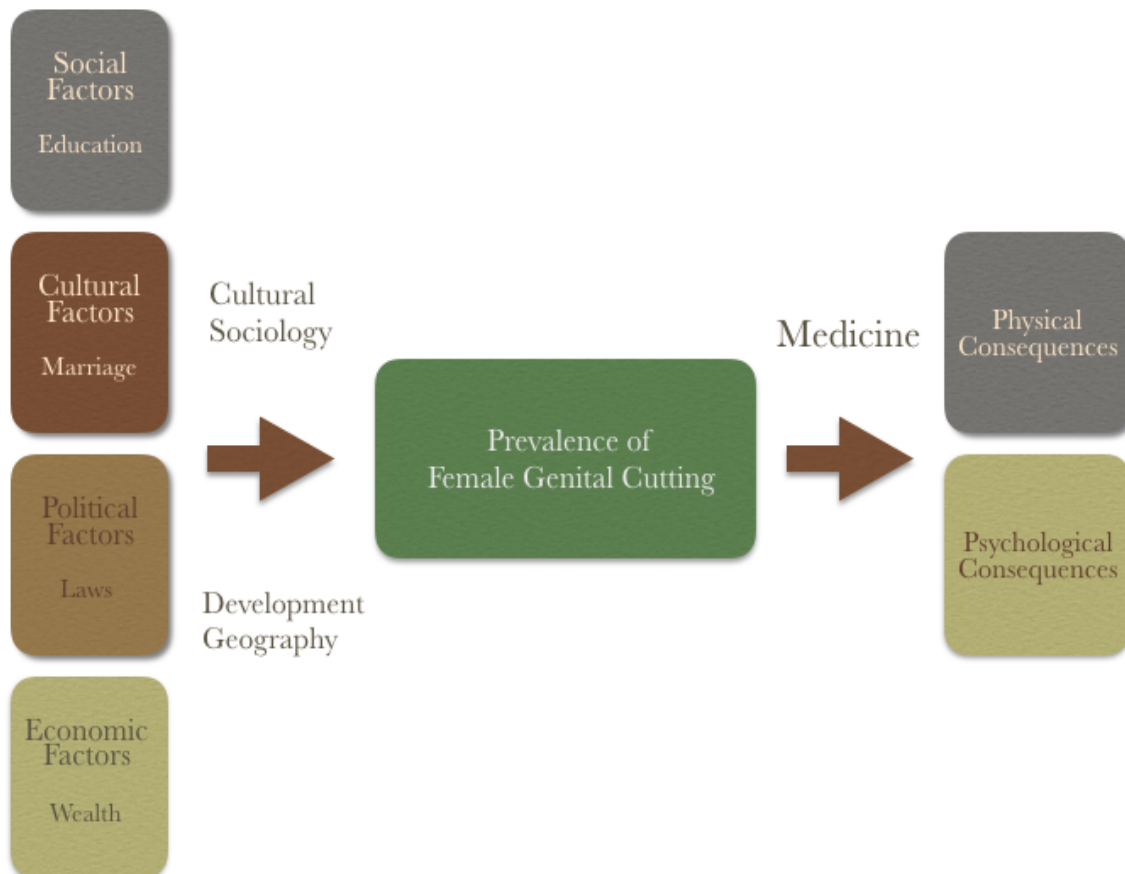 Social
Factors
Education
Cultural
Factors
Marriage
Political
Factors
Laws
Economic
Factors
Wealth
Cultural
Sociology
Development
Geography
Prevalence of
Female Genital Cutting
Medicine
Physical
Consequences
Psychological
Consequences